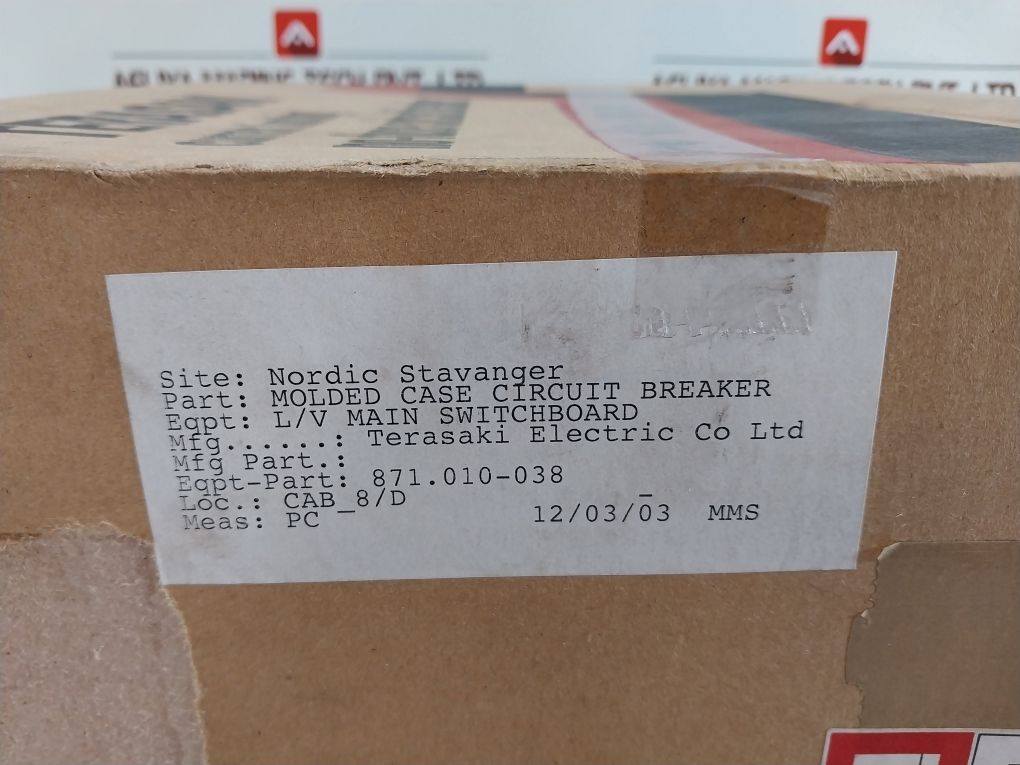 Site: Nordic Stavanger
Part: MOLDED CASE CIRCUIT BREAKER
Eqpt: L/V MAIN SWITCHBOARD
Mfg......: Terasaki Electric Co Ltd
Mfg Part.:
Eqpt-Part: 871.010-038
Loc.: CAB_8/D
Meas: PC 12/03/03 MMS